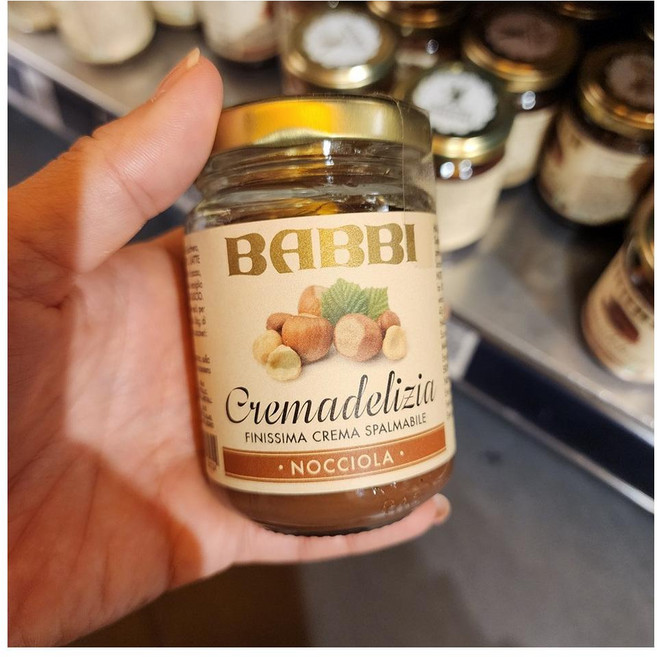 BABBI
Cremadelizia
FINISSIMA CREMA SPALMABILE
· NOCCIOLA ·